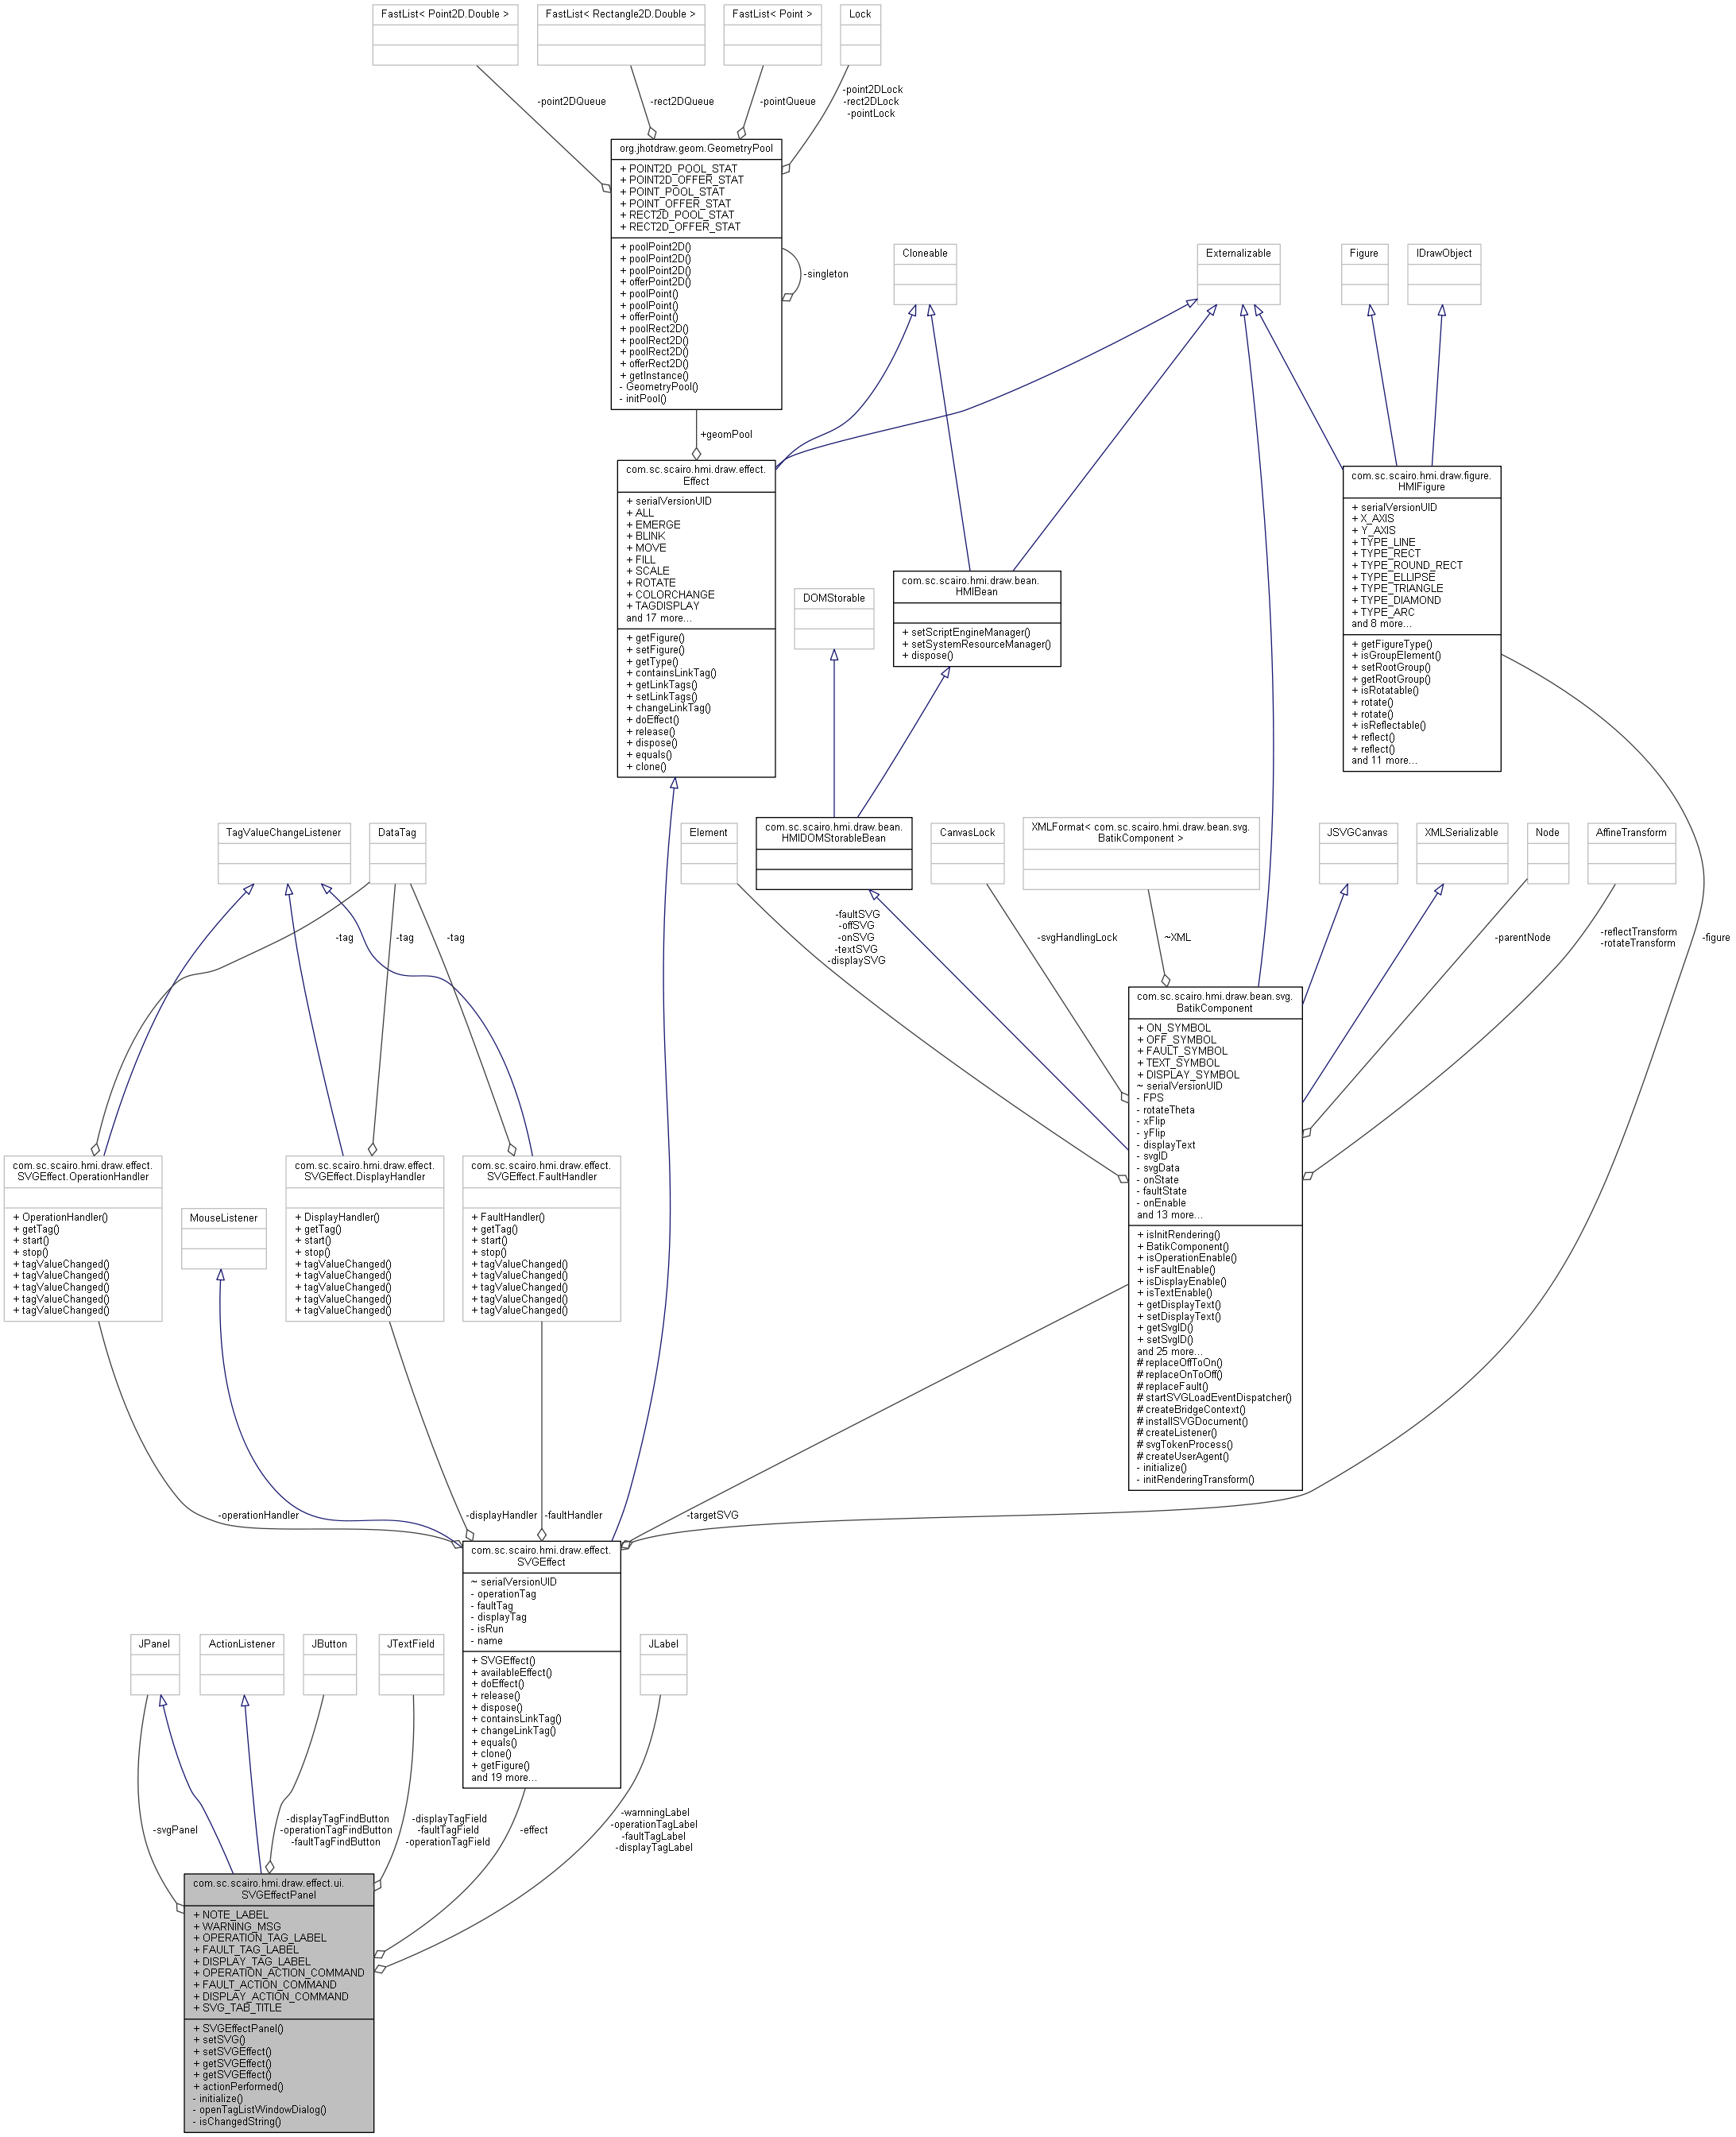 FastList< Point2D.Double >
FastList< Rectangle2D.Double >
FastList< Point >
Lock
-point2DQueue
-rect2DQueue
-pointQueue
-point2DLock
-rect2DLock
-pointLock
org.jhotdraw.geom.GeometryPool
+ POINT2D_POOL_STAT
+ POINT2D_OFFER_STAT
+ POINT_POOL_STAT
+ POINT_OFFER_STAT
+ RECT2D_POOL_STAT
+ RECT2D_OFFER_STAT
+ poolPoint2D()
+ poolPoint2D()
+ poolPoint2D()
+ offerPoint2D()
+ poolPoint()
+ poolPoint()
+ offerPoint()
+ poolRect2D()
+ poolRect2D()
+ poolRect2D()
+ offerRect2D()
+ getInstance()
- GeometryPool()
- initPool()
-singleton
Cloneable
Externalizable
Figure
IDrawObject
+geomPool
com.sc.scairo.hmi.draw.effect.
Effect
+ serialVersionUID
+ ALL
+ EMERGE
+ BLINK
+ MOVE
+ FILL
+ SCALE
+ ROTATE
+ COLORCHANGE
+ TAGDISPLAY
and 17 more...
+ getFigure()
+ setFigure()
+ getType()
+ containsLinkTag()
+ getLinkTags()
+ setLinkTags()
+ changeLinkTag()
+ doEffect()
+ release()
+ dispose()
+ equals()
+ clone()
com.sc.scairo.hmi.draw.figure.
HMIFigure
+ serialVersionUID
+ X_AXIS
+ Y_AXIS
+ TYPE_LINE
+ TYPE_RECT
+ TYPE_ROUND_RECT
+ TYPE_ELLIPSE
+ TYPE_TRIANGLE
+ TYPE_DIAMOND
+ TYPE_ARC
and 8 more...
+ getFigureType()
+ isGroupElement()
+ setRootGroup()
+ getRootGroup()
+ isRotatable()
+ rotate()
+ rotate()
+ isReflectable()
+ reflect()
+ reflect()
and 11 more...
com.sc.scairo.hmi.draw.bean.
HMIBean
+ setScriptEngineManager()
+ setSystemResourceManager()
+ dispose()
DOMStorable
com.sc.scairo.hmi.draw.bean.
HMIDOMStorableBean
TagValueChangeListener
DataTag
Element
CanvasLock
XMLFormat< com.sc.scairo.hmi.draw.bean.svg.
BatikComponent >
JSVGCanvas
XMLSerializable
Node
AffineTransform
-tag
-tag
-tag
-faultSVG
-offSVG
-onSVG
-textSVG
-displaySVG
-svgHandlingLock
~XML
-parentNode
-reflectTransform
-rotateTransform
-figure
com.sc.scairo.hmi.draw.bean.svg.
BatikComponent
+ ON_SYMBOL
+ OFF_SYMBOL
+ FAULT_SYMBOL
+ TEXT_SYMBOL
+ DISPLAY_SYMBOL
~ serialVersionUID
- FPS
- rotateTheta
- xFlip
- yFlip
- displayText
- svgID
- svgData
- onState
- faultState
- onEnable
and 13 more...
+ isInitRendering()
+ BatikComponent()
+ isOperationEnable()
+ isFaultEnable()
+ isDisplayEnable()
+ isTextEnable()
+ getDisplayText()
+ setDisplayText()
+ getSvgID()
+ setSvgID()
and 25 more...
# replaceOffToOn()
# replaceOnToOff()
# replaceFault()
# startSVGLoadEventDispatcher()
# createBridgeContext()
# installSVGDocument()
# createListener()
# svgTokenProcess()
# createUserAgent()
- initialize()
- initRenderingTransform()
com.sc.scairo.hmi.draw.effect.
SVGEffect.OperationHandler
+ OperationHandler()
+ getTag()
+ start()
+ stop()
+ tagValueChanged()
+ tagValueChanged()
+ tagValueChanged()
+ tagValueChanged()
+ tagValueChanged()
MouseListener
com.sc.scairo.hmi.draw.effect.
SVGEffect.DisplayHandler
+ DisplayHandler()
+ getTag()
+ start()
+ stop()
+ tagValueChanged()
+ tagValueChanged()
+ tagValueChanged()
+ tagValueChanged()
+ tagValueChanged()
com.sc.scairo.hmi.draw.effect.
SVGEffect.FaultHandler
+ FaultHandler()
+ getTag()
+ start()
+ stop()
+ tagValueChanged()
+ tagValueChanged()
+ tagValueChanged()
+ tagValueChanged()
+ tagValueChanged()
-operationHandler
-displayHandler
-faultHandler
-targetSVG
com.sc.scairo.hmi.draw.effect.
SVGEffect
~ serialVersionUID
- operationTag
- faultTag
- displayTag
- isRun
- name
+ SVGEffect()
+ availableEffect()
+ doEffect()
+ release()
+ dispose()
+ containsLinkTag()
+ changeLinkTag()
+ equals()
+ clone()
+ getFigure()
and 19 more...
JPanel
ActionListener
JButton
JTextField
JLabel
-svgPanel
-displayTagFindButton
-operationTagFindButton
-faultTagFindButton
-displayTagField
-faultTagField
-operationTagField
-effect
-warnningLabel
-operationTagLabel
-faultTagLabel
-displayTagLabel
com.sc.scairo.hmi.draw.effect.ui.
SVGEffectPanel
+ NOTE_LABEL
+ WARNING_MSG
+ OPERATION_TAG_LABEL
+ FAULT_TAG_LABEL
+ DISPLAY_TAG_LABEL
+ OPERATION_ACTION_COMMAND
+ FAULT_ACTION_COMMAND
+ DISPLAY_ACTION_COMMAND
+ SVG_TAB_TITLE
+ SVGEffectPanel()
+ setSVG()
+ setSVGEffect()
+ getSVGEffect()
+ getSVGEffect()
+ actionPerformed()
- initialize()
- openTagListWindowDialog()
- isChangedString()